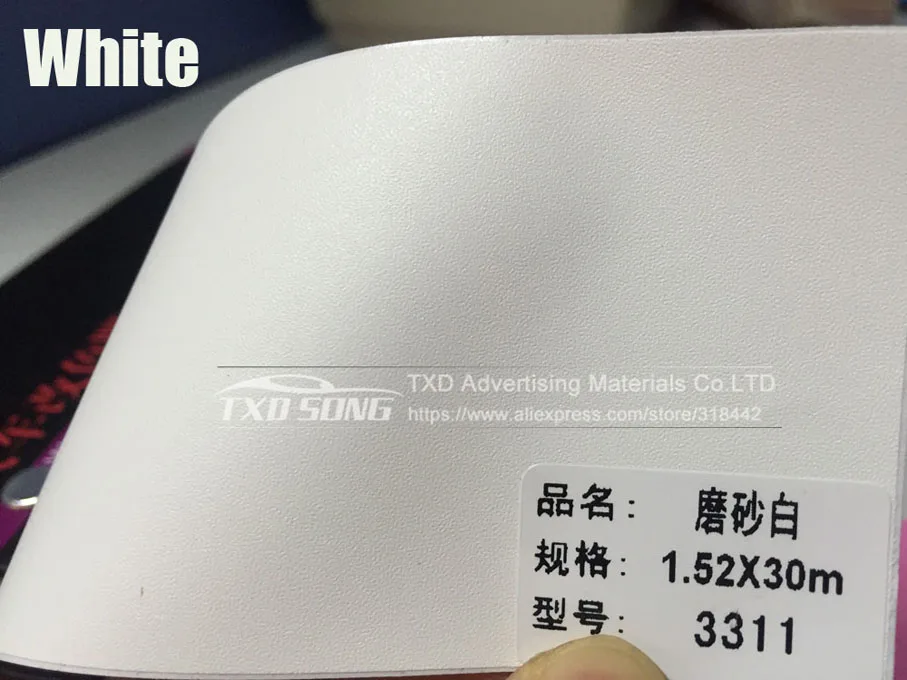 White
TXD SONG
TXD Advertising Materials Co.LTD
https://www.aliexpress.com/store/318442
品名: 磨砂白
规格: 1.52X30m
型号: 3311